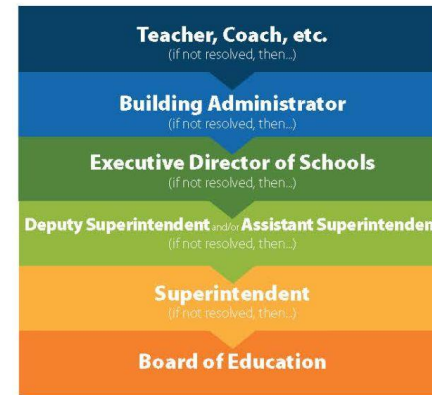 Teacher, Coach, etc.
(if not resolved, then...)
Building Administrator
(if not resolved, then...)
Executive Director of Schools
(if not resolved, then...)
Deputy Superintendent and/or Assistant Superintenden
(if not resolved, then...)
Superintendent
(if not resolved, then...)
Board of Education